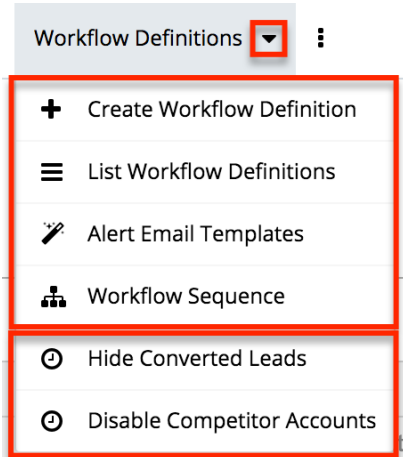 Workflow Definitions
Create Workflow Definition
List Workflow Definitions
Alert Email Templates
Workflow Sequence
Hide Converted Leads
Disable Competitor Accounts